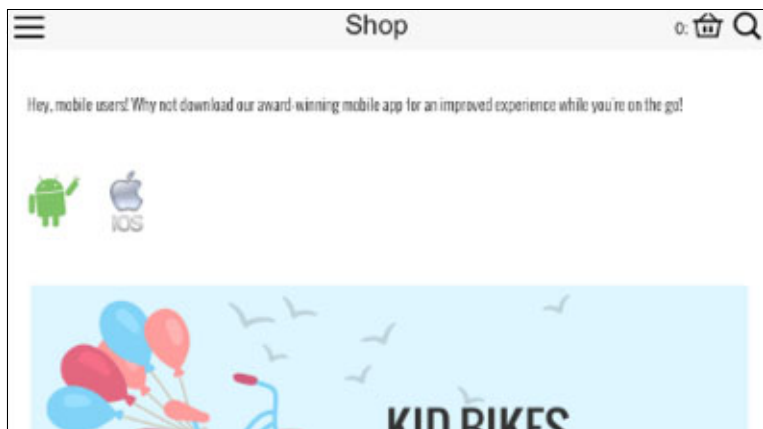 Shop
0:
Hey, mobile users! Why not download our award-winning mobile app for an improved experience while you're on the go!
iOS
KID BIKES